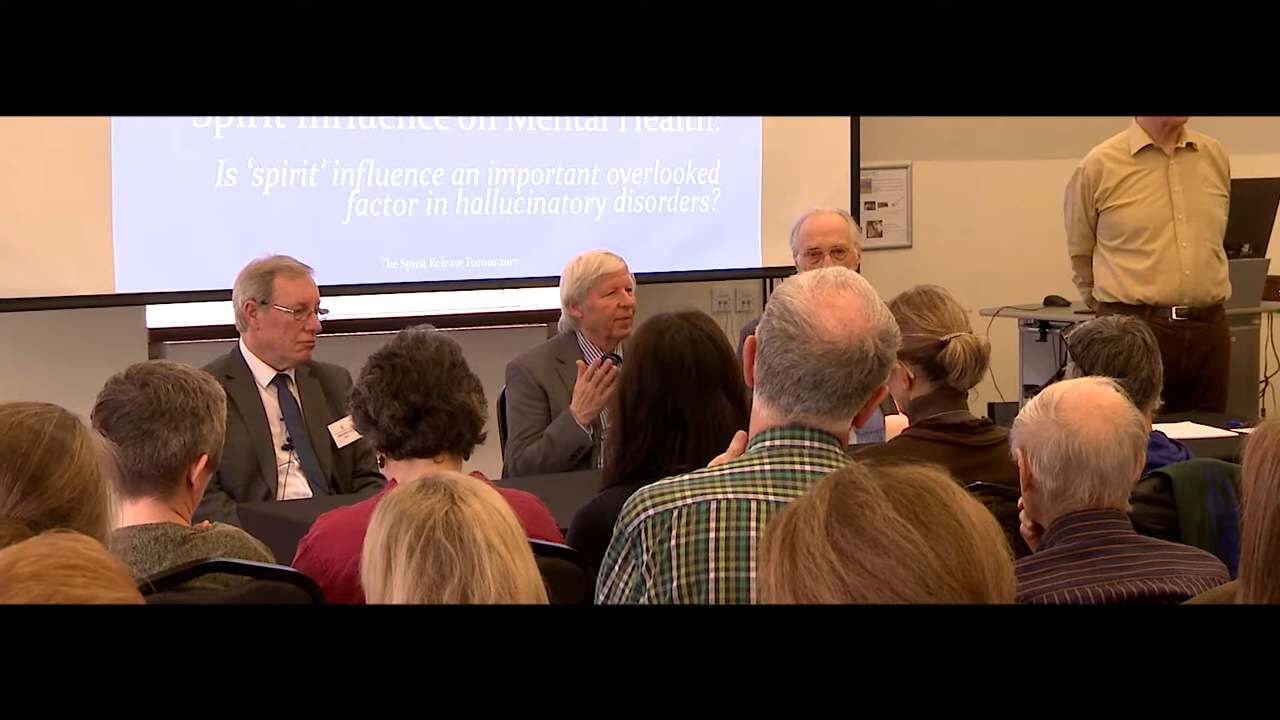 Spirit Influence on Mental Health:
Is ‘spirit’ influence an important overlooked
factor in hallucinatory disorders?
The Spirit Release Forum 2017